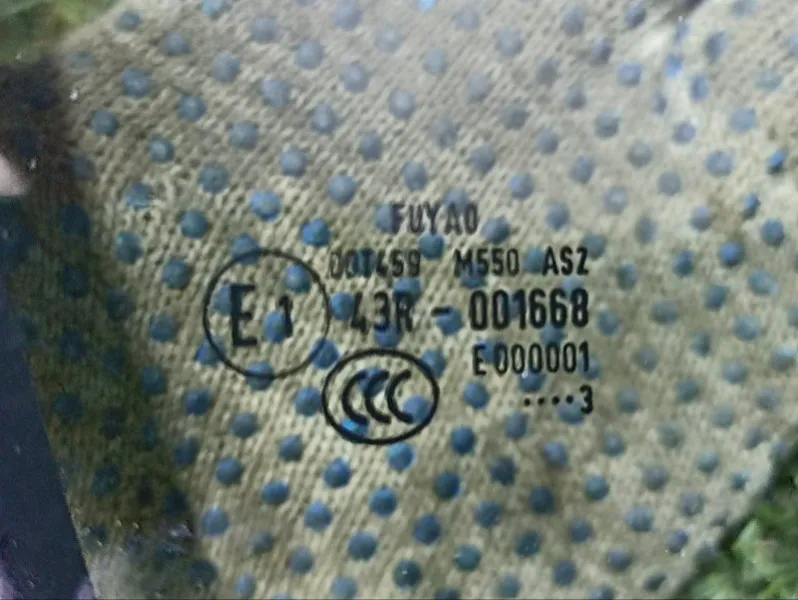 FUYAO
DOT459 M550 AS2
E1 43R - 001668
E000001
CCC
····3